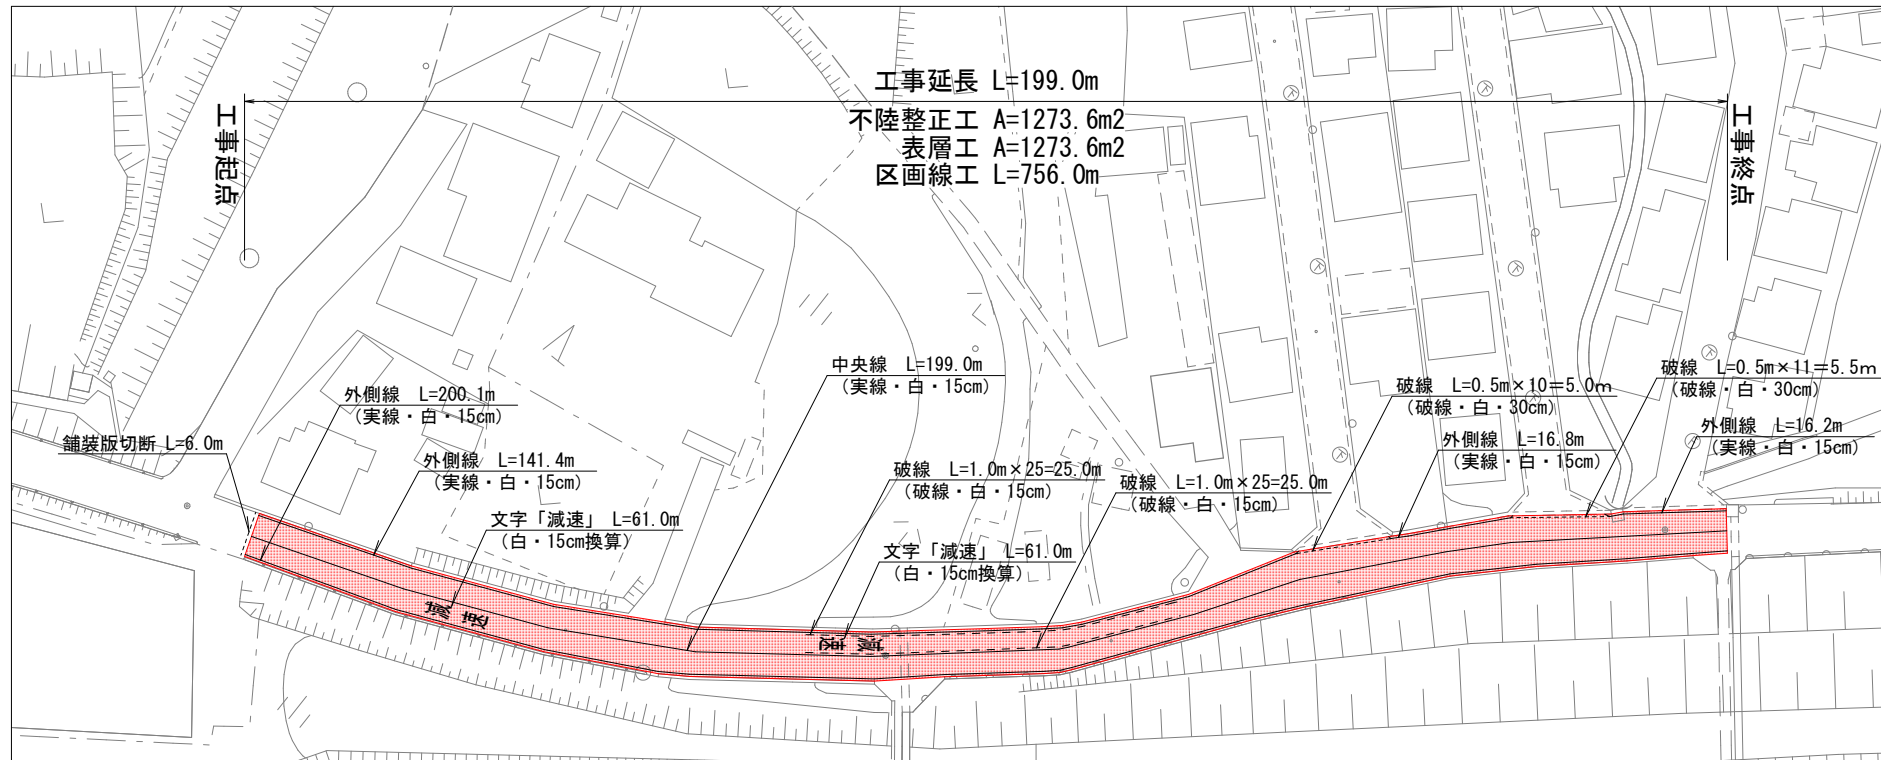 工事延長 L=199.0m
不陸整正工 A=1273.6m2
表層工 A=1273.6m2
区画線工 L=756.0m
工事起点
工事終点
中央線 L=199.0m
（実線・白・15cm）
破線 L=0.5m×11＝5.5m
（破線・白・30cm）
外側線 L=200.1m
（実線・白・15cm）
破線 L=0.5m×10＝5.0m
（破線・白・30cm）
舗装版切断 L=6.0m
外側線 L=16.8m
（実線・白・15cm）
外側線 L=16.2m
（実線・白・15cm）
外側線 L=141.4m
（実線・白・15cm）
破線 L=1.0m×25=25.0m
（破線・白・15cm）
破線 L=1.0m×25=25.0m
（破線・白・15cm）
文字「減速」 L=61.0m
（白・15cm換算）
文字「減速」 L=61.0m
（白・15cm換算）
減速
減速